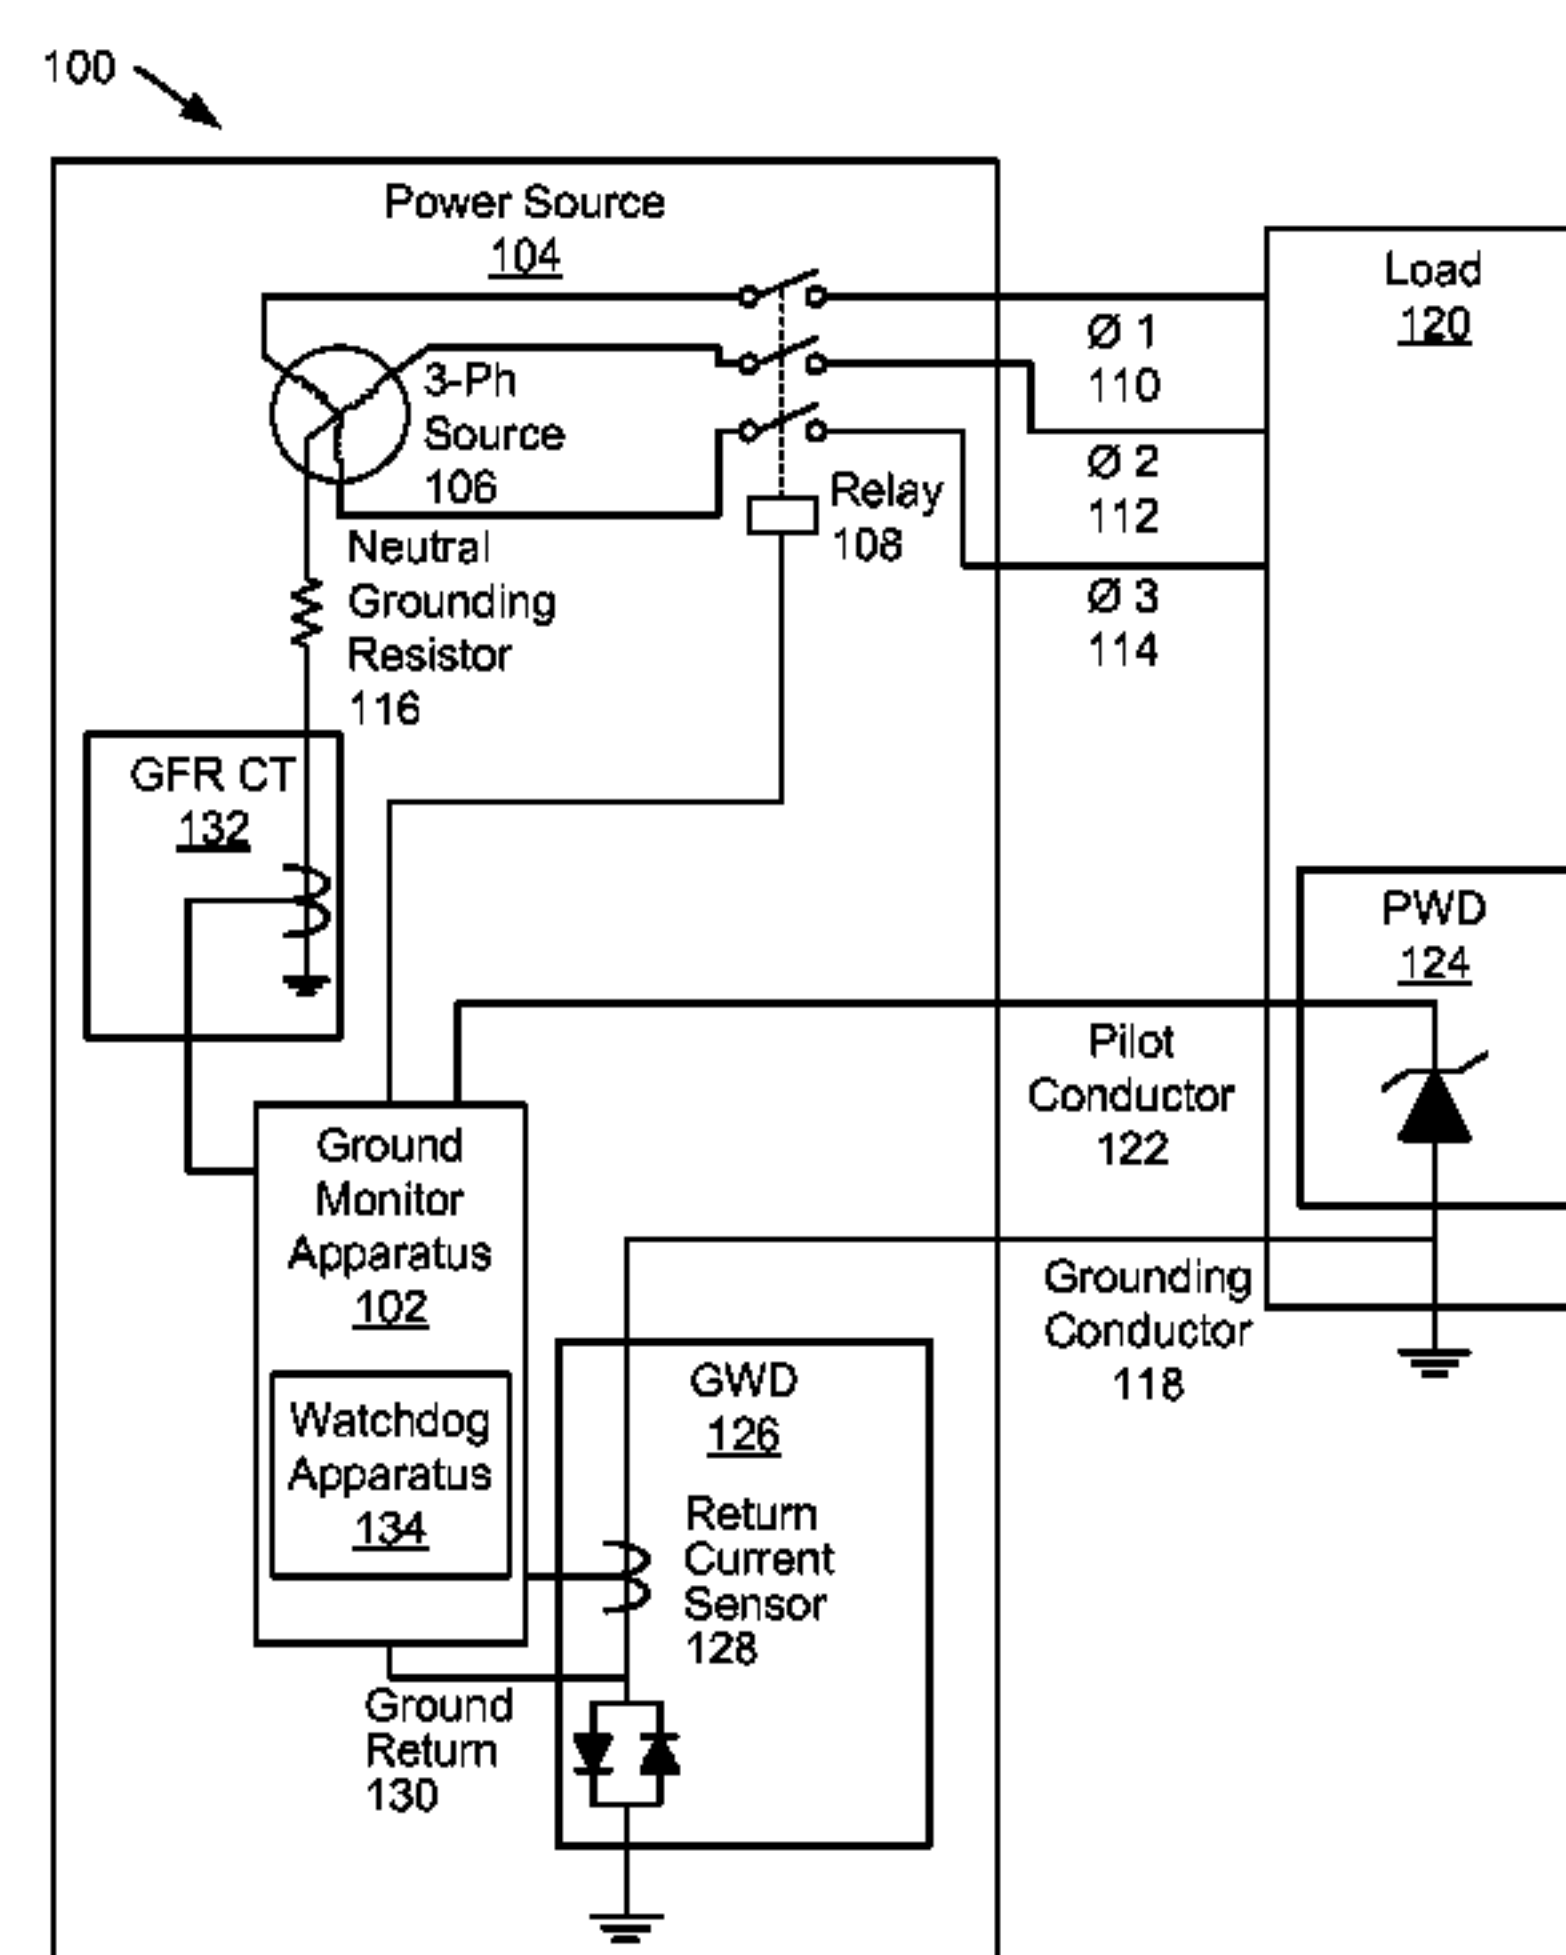 100
Power Source
104
Load
120
Ø 1
110
3-Ph
Source
106
Ø 2
112
Relay
108
Neutral
Grounding
Resistor
116
Ø 3
114
GFR CT
132
PWD
124
Pilot
Conductor
122
Ground
Monitor
Apparatus
102
Grounding
Conductor
118
GWD
126
Watchdog
Apparatus
134
Return
Current
Sensor
128
Ground
Return
130